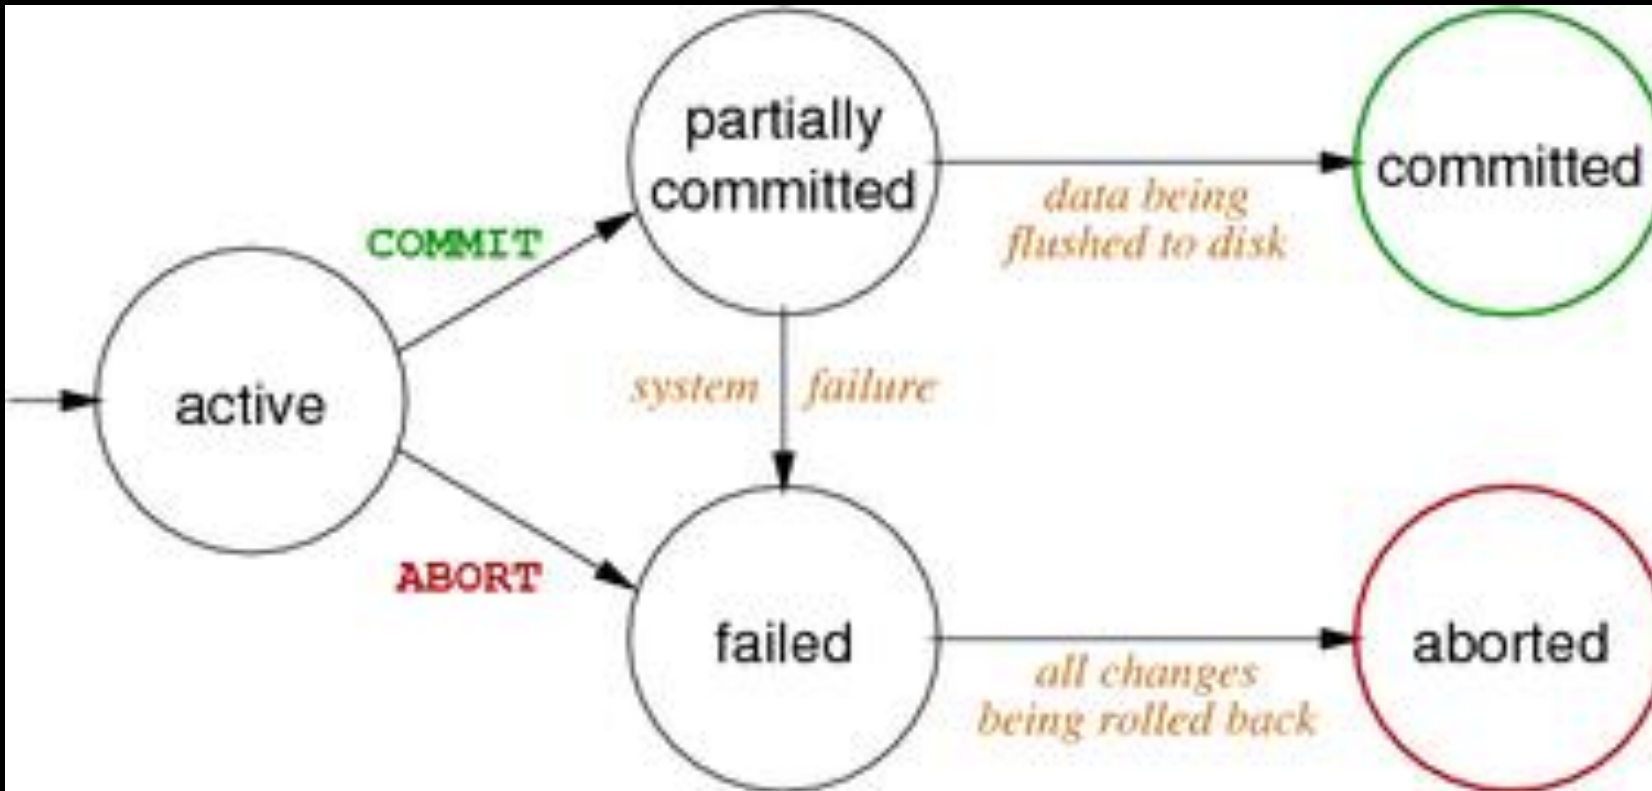 partially
committed
committed
data being
flushed to disk
COMMIT
active
system failure
ABORT
failed
aborted
all changes
being rolled back